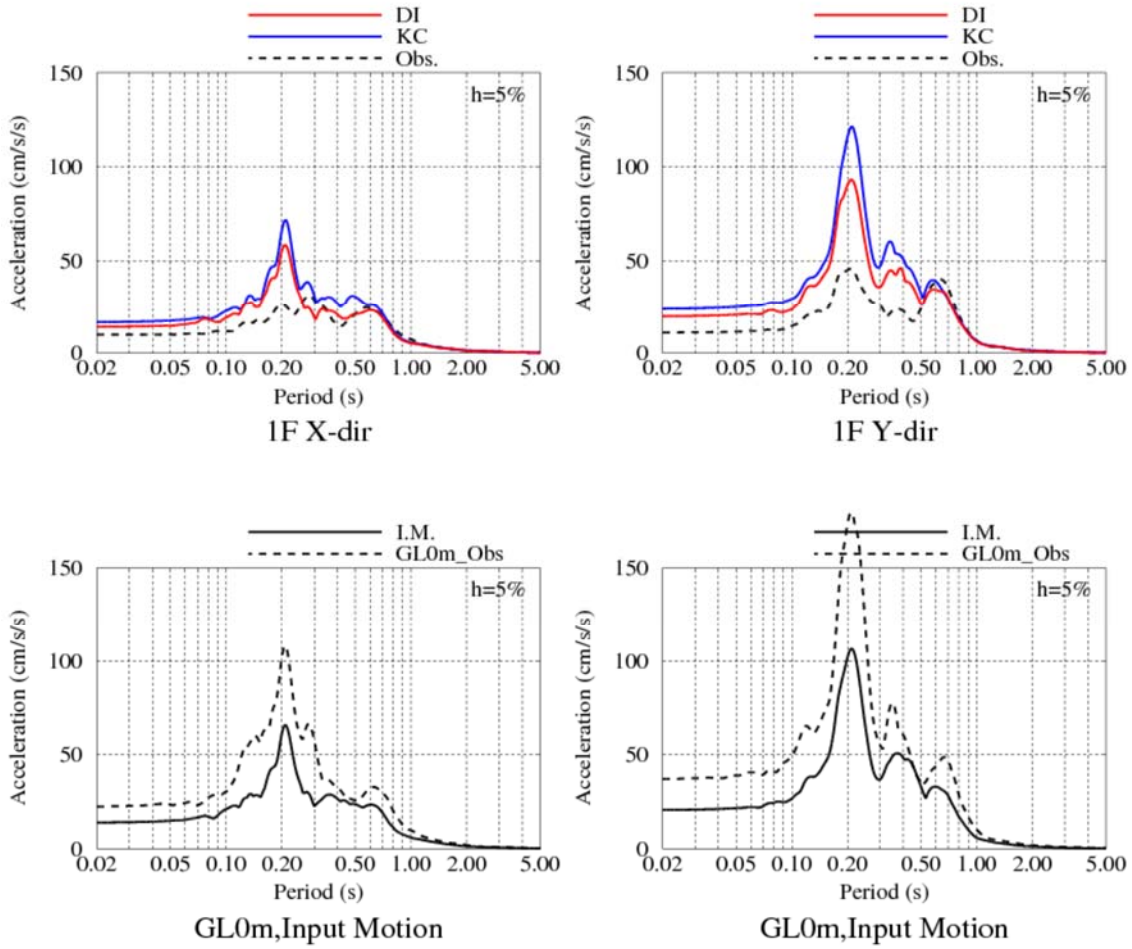 DI
KC
Obs.
150
100
50
0
h=5%
Acceleration (cm/s/s)
0.02 0.05 0.10 0.20 0.50 1.00 2.00 5.00
Period (s)
1F X-dir
DI
KC
Obs.
150
100
50
0
h=5%
Acceleration (cm/s/s)
0.02 0.05 0.10 0.20 0.50 1.00 2.00 5.00
Period (s)
1F Y-dir
I.M.
GL0m_Obs
150
100
50
0
h=5%
Acceleration (cm/s/s)
0.02 0.05 0.10 0.20 0.50 1.00 2.00 5.00
Period (s)
GL0m,Input Motion
I.M.
GL0m_Obs
150
100
50
0
h=5%
Acceleration (cm/s/s)
0.02 0.05 0.10 0.20 0.50 1.00 2.00 5.00
Period (s)
GL0m,Input Motion